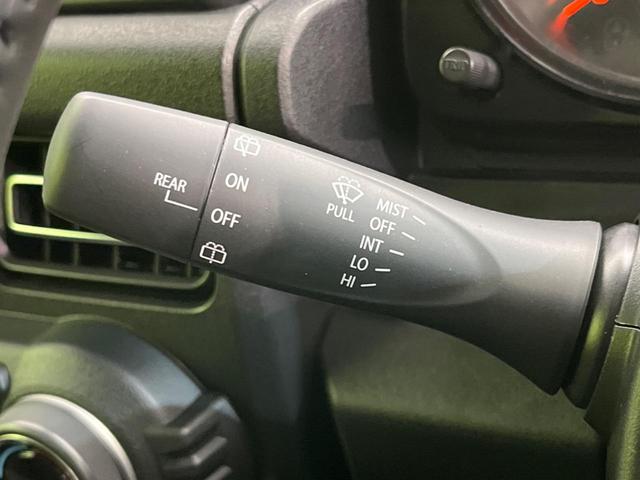 REAR
ON
OFF
PULL
MIST
OFF
INT
LO
HI